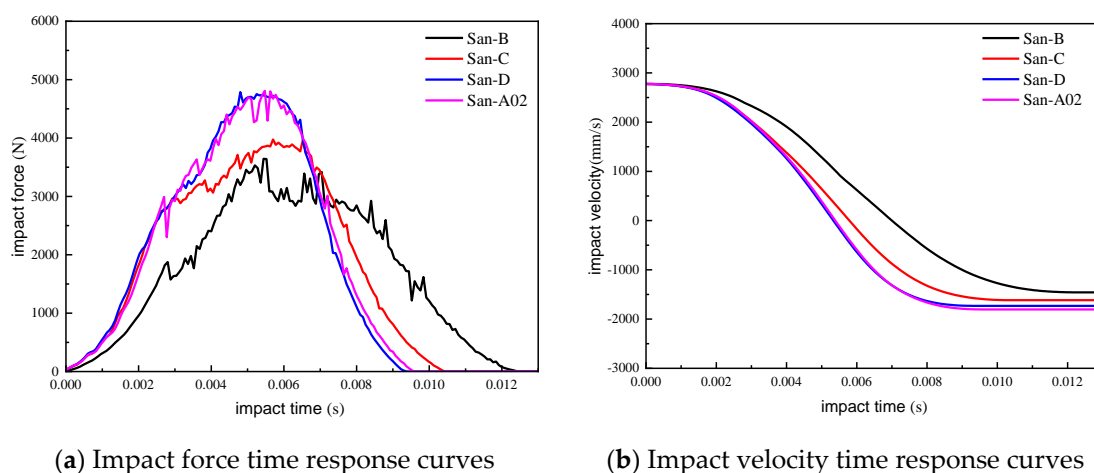 6000
5000
4000
3000
2000
1000
0
0.000 0.002 0.004 0.006 0.008 0.010 0.012
impact force (N)
impact time (s)
San-B
San-C
San-D
San-A02
(a) Impact force time response curves
4000
3000
2000
1000
0
-1000
-2000
-3000
0.000 0.002 0.004 0.006 0.008 0.010 0.012
impact velocity(mm/s)
impact time (s)
San-B
San-C
San-D
San-A02
(b) Impact velocity time response curves